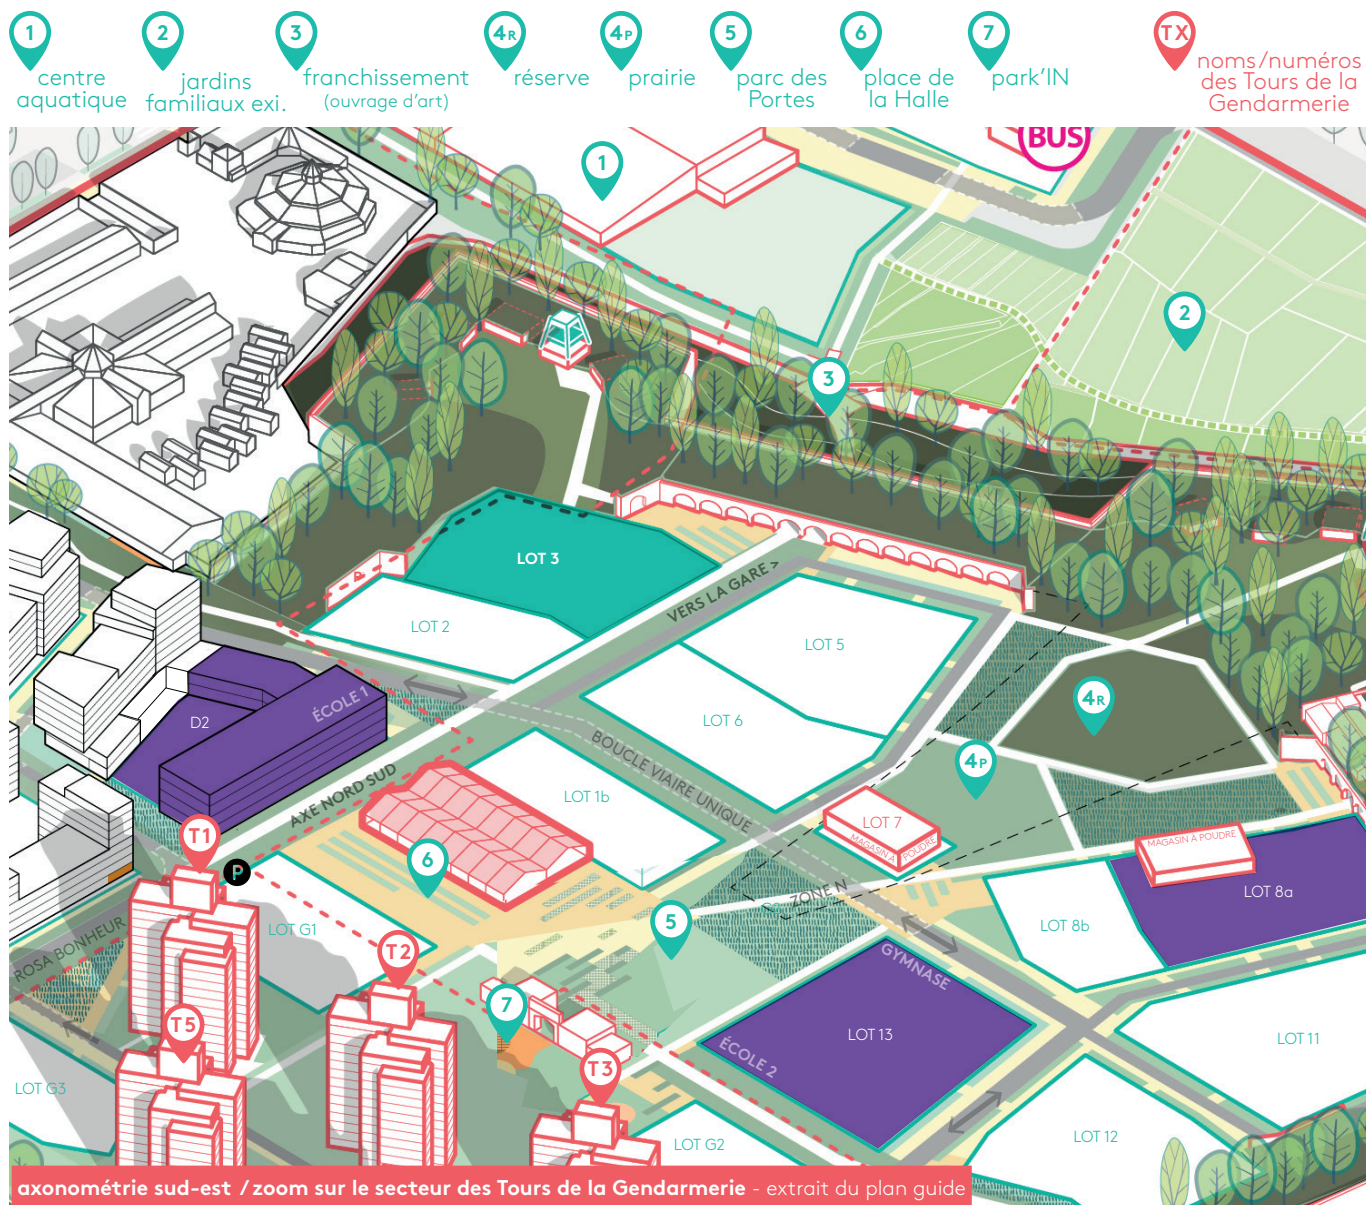 1
centre
aquatique
2
jardins
familiaux exi.
3
franchissement
(ouvrage d'art)
4R
réserve
4P
prairie
5
parc des
Portes
6
place de
la Halle
7
park'IN
TX
noms/numéros
des Tours de la
Gendarmerie
BUS
1
2
3
LOT 3
VERS LA GARE >
LOT 2
LOT 5
ÉCOLE 1
D2
LOT 6
4R
BOUCLE VIAIRE UNIQUE
4P
AXE NORD SUD
LOT 1b
LOT 7
MAGASIN À POUDRE
MAGASIN À POUDRE
T1
P
6
LOT 8a
ZONE N
LOT G1
5
LOT 8b
ROSA BONHEUR
T2
GYMNASE
7
T5
LOT 13
ÉCOLE 2
LOT 11
T3
LOT G3
LOT G2
LOT 12
axonométrie sud-est / zoom sur le secteur des Tours de la Gendarmerie - extrait du plan guide